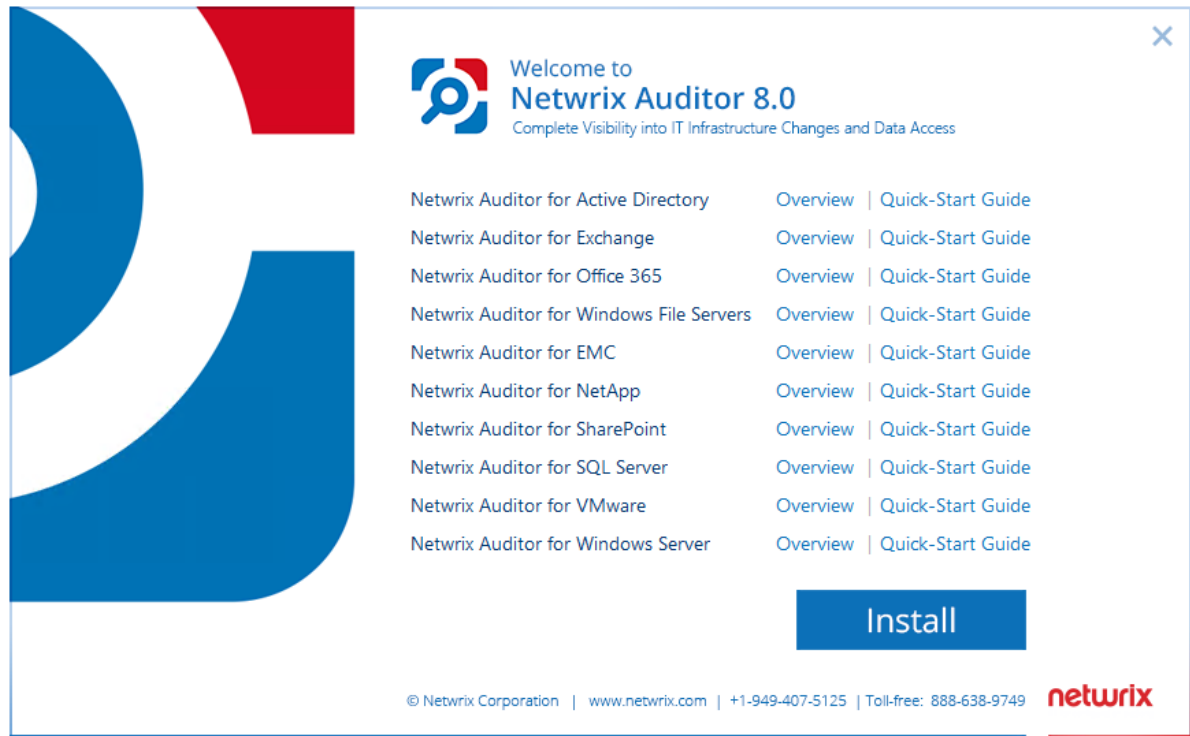 Welcome to
Netwrix Auditor 8.0
Complete Visibility into IT Infrastructure Changes and Data Access
Netwrix Auditor for Active Directory Overview | Quick-Start Guide
Netwrix Auditor for Exchange Overview | Quick-Start Guide
Netwrix Auditor for Office 365 Overview | Quick-Start Guide
Netwrix Auditor for Windows File Servers Overview | Quick-Start Guide
Netwrix Auditor for EMC Overview | Quick-Start Guide
Netwrix Auditor for NetApp Overview | Quick-Start Guide
Netwrix Auditor for SharePoint Overview | Quick-Start Guide
Netwrix Auditor for SQL Server Overview | Quick-Start Guide
Netwrix Auditor for VMware Overview | Quick-Start Guide
Netwrix Auditor for Windows Server Overview | Quick-Start Guide
Install
© Netwrix Corporation | www.netwrix.com | +1-949-407-5125 | Toll-free: 888-638-9749 netwrix